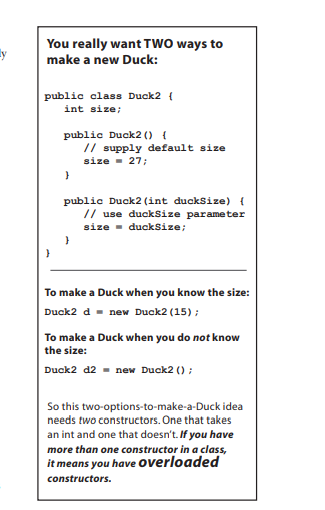 ly
You really want TWO ways to
make a new Duck:
public class Duck2 {
int size;
public Duck2() {
// supply default size
size = 27;
}
public Duck2(int duckSize) {
// use duckSize parameter
size = duckSize;
}
}
To make a Duck when you know the size:
Duck2 d = new Duck2(15);
To make a Duck when you do not know
the size:
Duck2 d2 = new Duck2();
So this two-options-to-make-a-Duck idea
needs two constructors. One that takes
an int and one that doesn't. If you have
more than one constructor in a class,
it means you have overloaded
constructors.